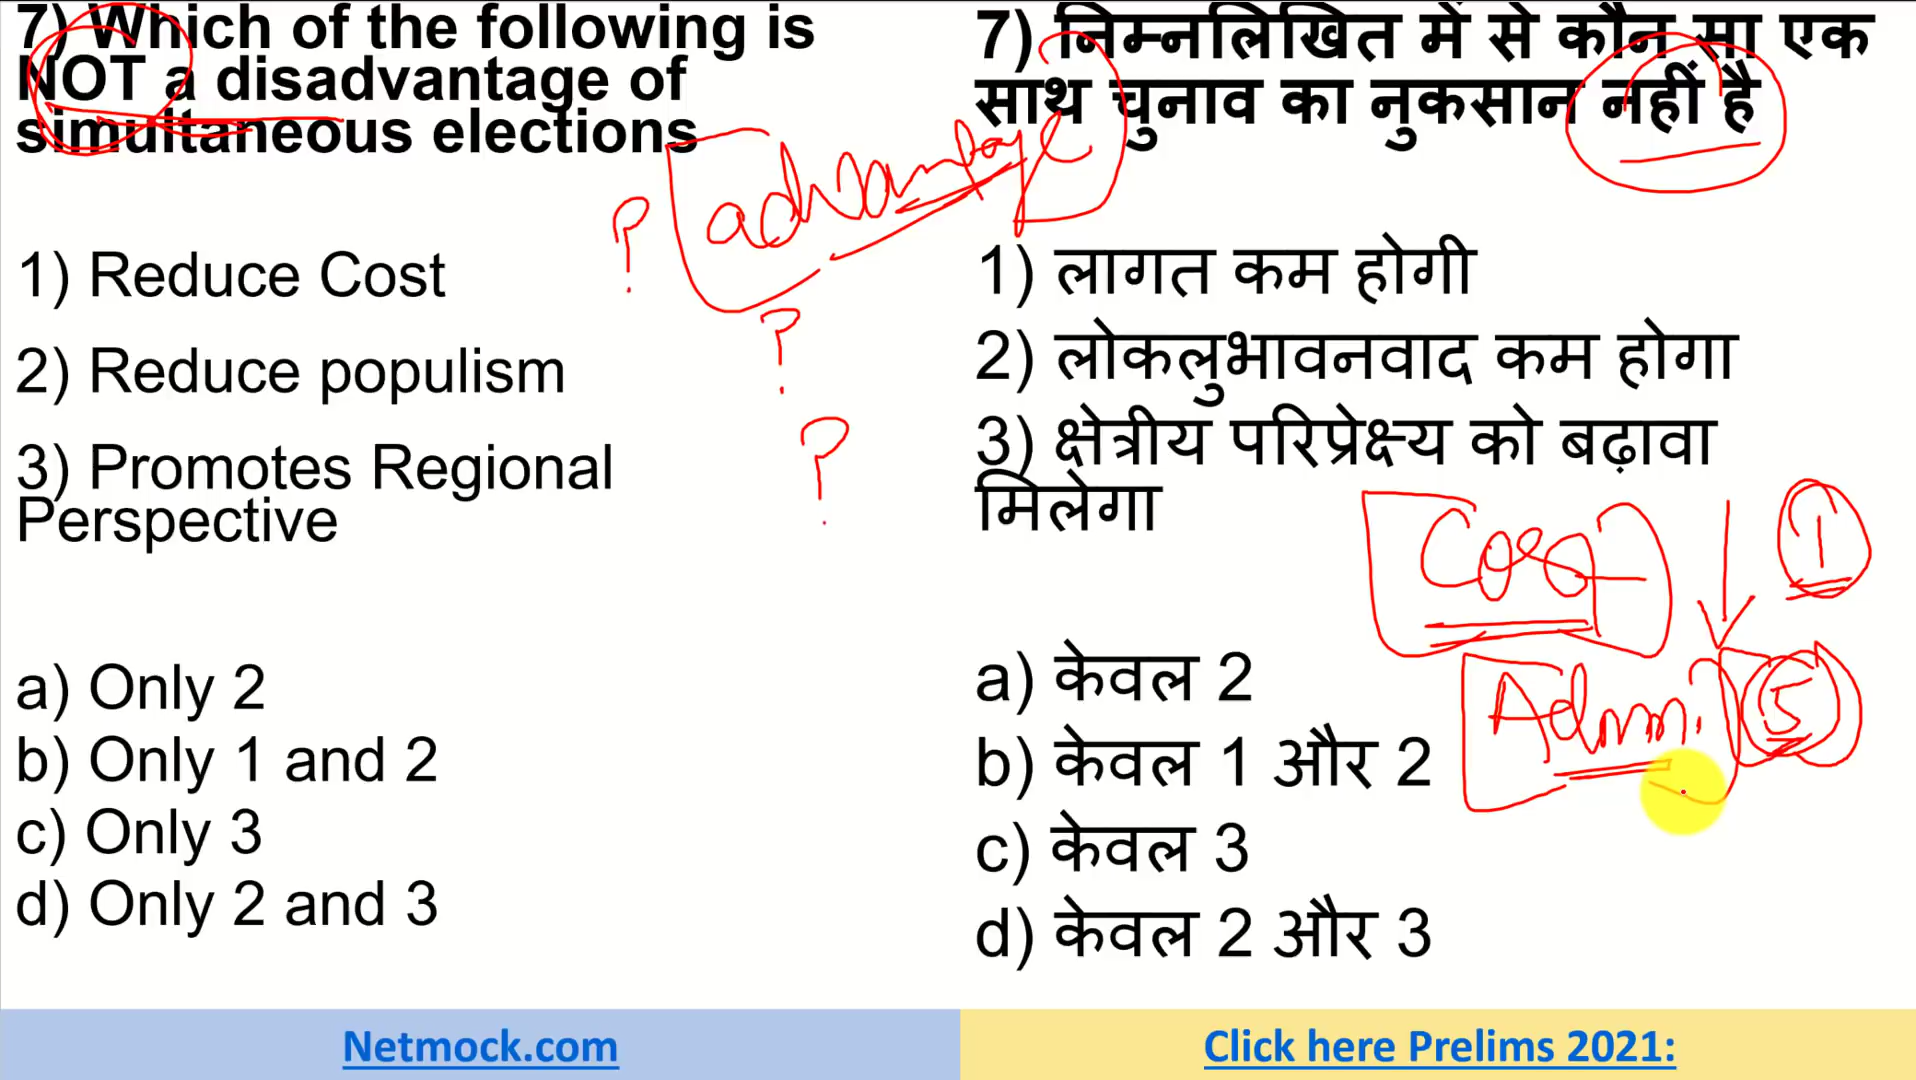 7) Which of the following is
NOT a disadvantage of
simultaneous elections
1) Reduce Cost
2) Reduce populism
3) Promotes Regional
Perspective
a) Only 2
b) Only 1 and 2
c) Only 3
d) Only 2 and 3
advantage
?
?
?
7) निम्नलिखित में से कौन सा एक
साथ चुनाव का नुकसान नहीं है
1) लागत कम होगी
2) लोकलुभावनवाद कम होगा
3) क्षेत्रीय परिप्रेक्ष्य को बढ़ावा
मिलेगा
Cost
1
Admn.
5
a) केवल 2
b) केवल 1 और 2
c) केवल 3
d) केवल 2 और 3
Netmock.com
Click here Prelims 2021: